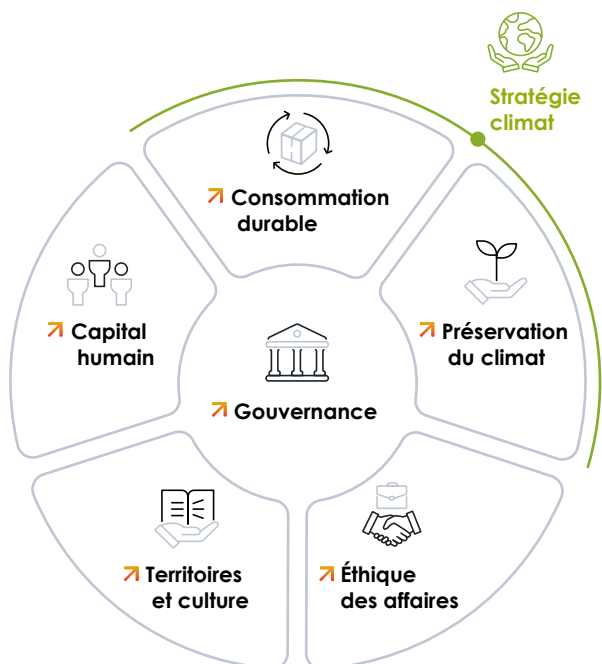 Stratégie
climat
Consommation
durable
Capital
humain
Préservation
du climat
Gouvernance
Territoires
et culture
Éthique
des affaires